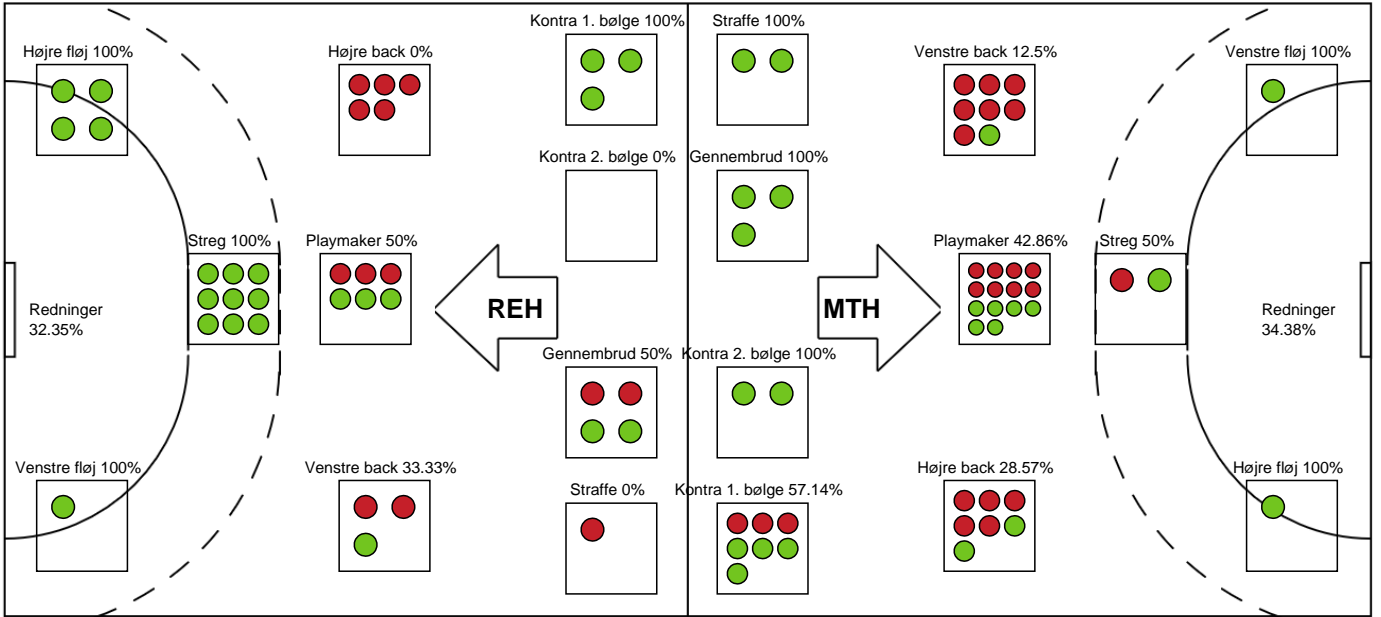 Kontra 1. bølge 100%
Straffe 100%
Højre fløj 100%
Højre back 0%
Venstre back 12.5%
Venstre fløj 100%
Kontra 2. bølge 0%
Gennembrud 100%
Streg 100%
Playmaker 50%
Playmaker 42.86%
Streg 50%
REH
MTH
Redninger
32.35%
Redninger
34.38%
Gennembrud 50%
Kontra 2. bølge 100%
Venstre fløj 100%
Venstre back 33.33%
Højre back 28.57%
Højre fløj 100%
Straffe 0%
Kontra 1. bølge 57.14%